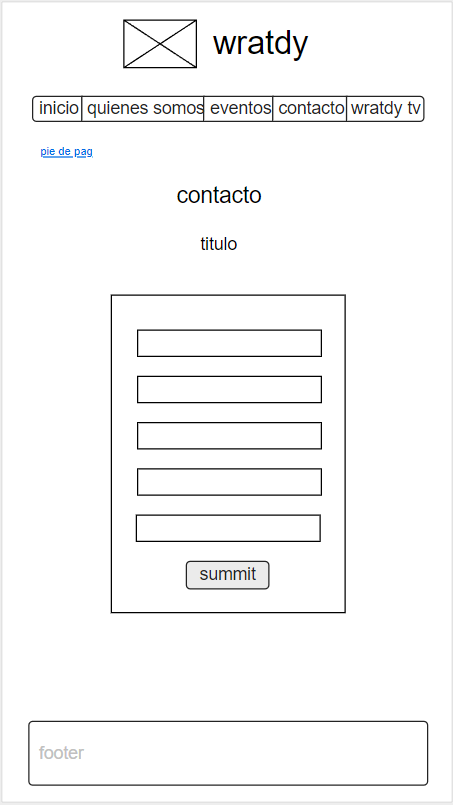 wratdy
inicio quienes somos eventos contacto wratdy tv
pie de pag
contacto
titulo
summit
footer